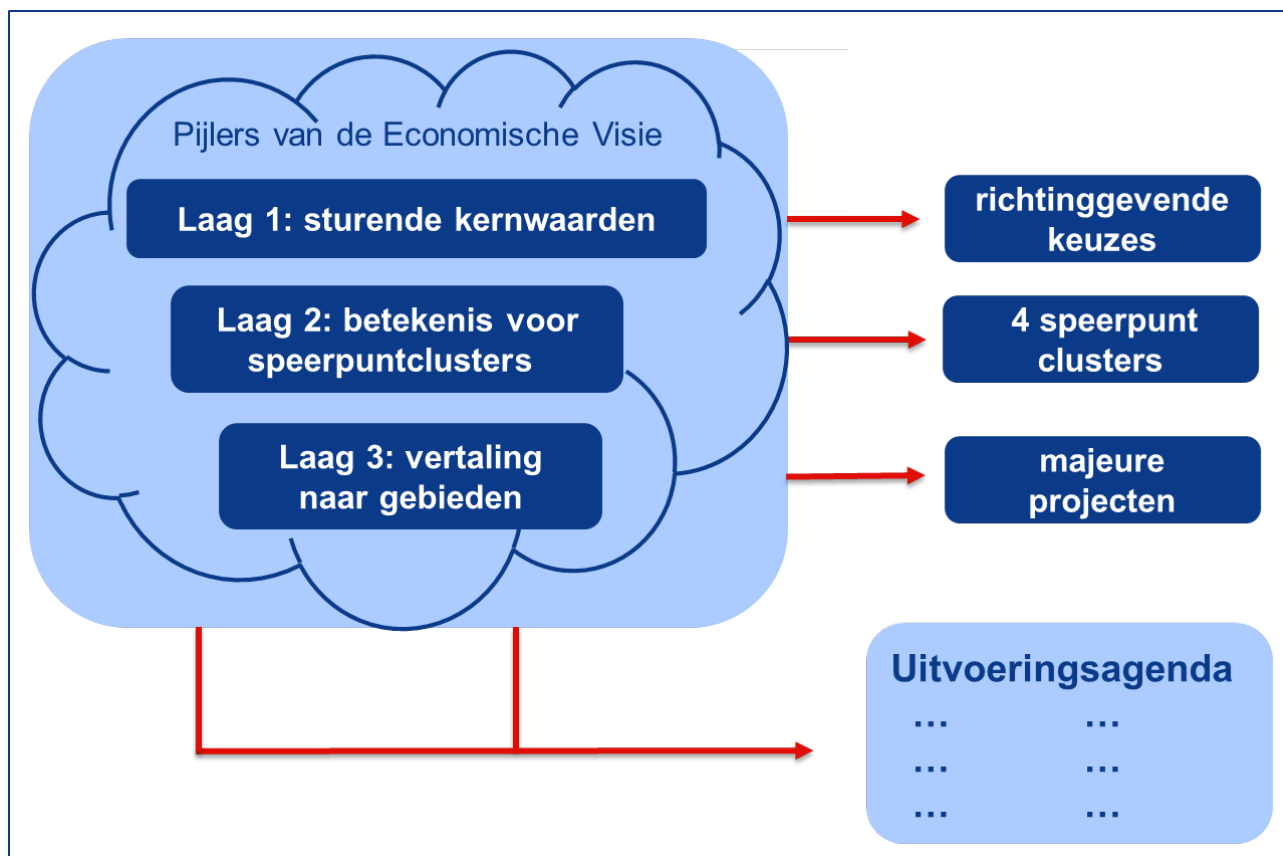 Pijlers van de Economische Visie
Laag 1: sturende kernwaarden
Laag 2: betekenis voor
speerpuntclusters
Laag 3: vertaling
naar gebieden
richtinggevende
keuzes
4 speerpunt
clusters
majeure
projecten
Uitvoeringsagenda
... ...
... ...
... ...